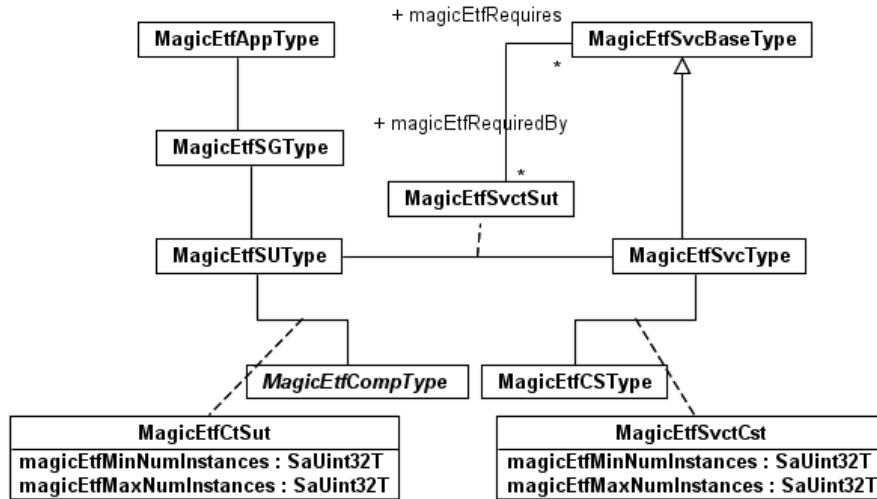 + magicEtfRequires
MagicEtfAppType
MagicEtfSvcBaseType
*
+ magicEtfRequiredBy
MagicEtfSGType
*
MagicEtfSvctSut
MagicEtfSUType
MagicEtfSvcType
MagicEtfCompType
MagicEtfCSType
MagicEtfCtSut
magicEtfMinNumInstances : SaUint32T
magicEtfMaxNumInstances : SaUint32T
MagicEtfSvctCst
magicEtfMinNumInstances : SaUint32T
magicEtfMaxNumInstances : SaUint32T